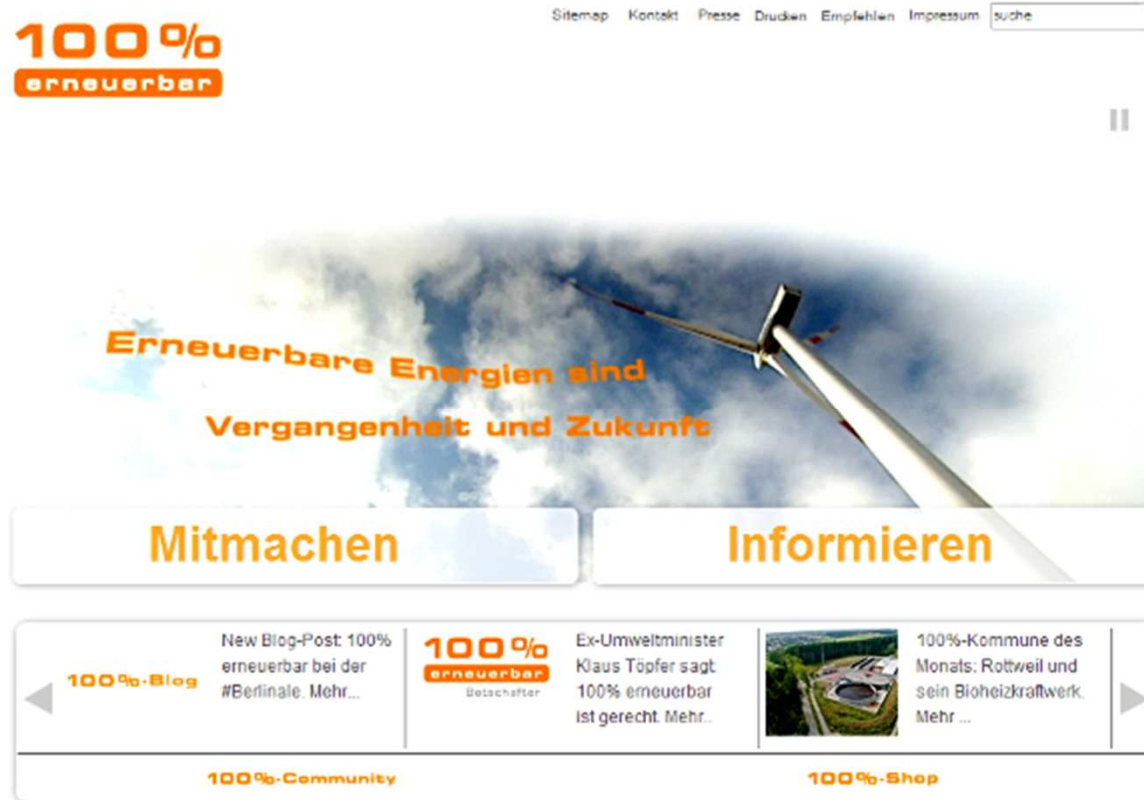 Sitemap Kontakt Presse Drucken Empfehlen Impressum suche
100%
erneuerbar
Erneuerbare Energien sind
Vergangenheit und Zukunft
Mitmachen
Informieren
100%-Blog
New Blog-Post: 100%
erneuerbar bei der
#Berlinale. Mehr...
100%
erneuerbar
Botschafter
Ex-Umweltminister
Klaus Töpfer sagt:
100% erneuerbar
ist gerecht. Mehr..
100%-Kommune des
Monats: Rottweil und
sein Bioheizkraftwerk.
Mehr ...
100%-Community
100%-Shop